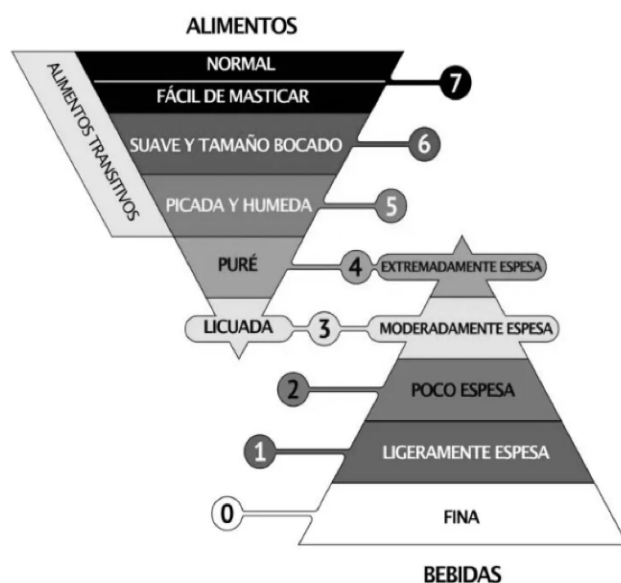 ALIMENTOS
ALIMENTOS TRANSITIVOS
NORMAL
FÁCIL DE MASTICAR
7
SUAVE Y TAMAÑO BOCADO
6
PICADA Y HUMEDA
5
PURÉ
4
EXTREMADAMENTE ESPESA
LICUADA
3
MODERADAMENTE ESPESA
2
POCO ESPESA
1
LIGERAMENTE ESPESA
0
FINA
BEBIDAS